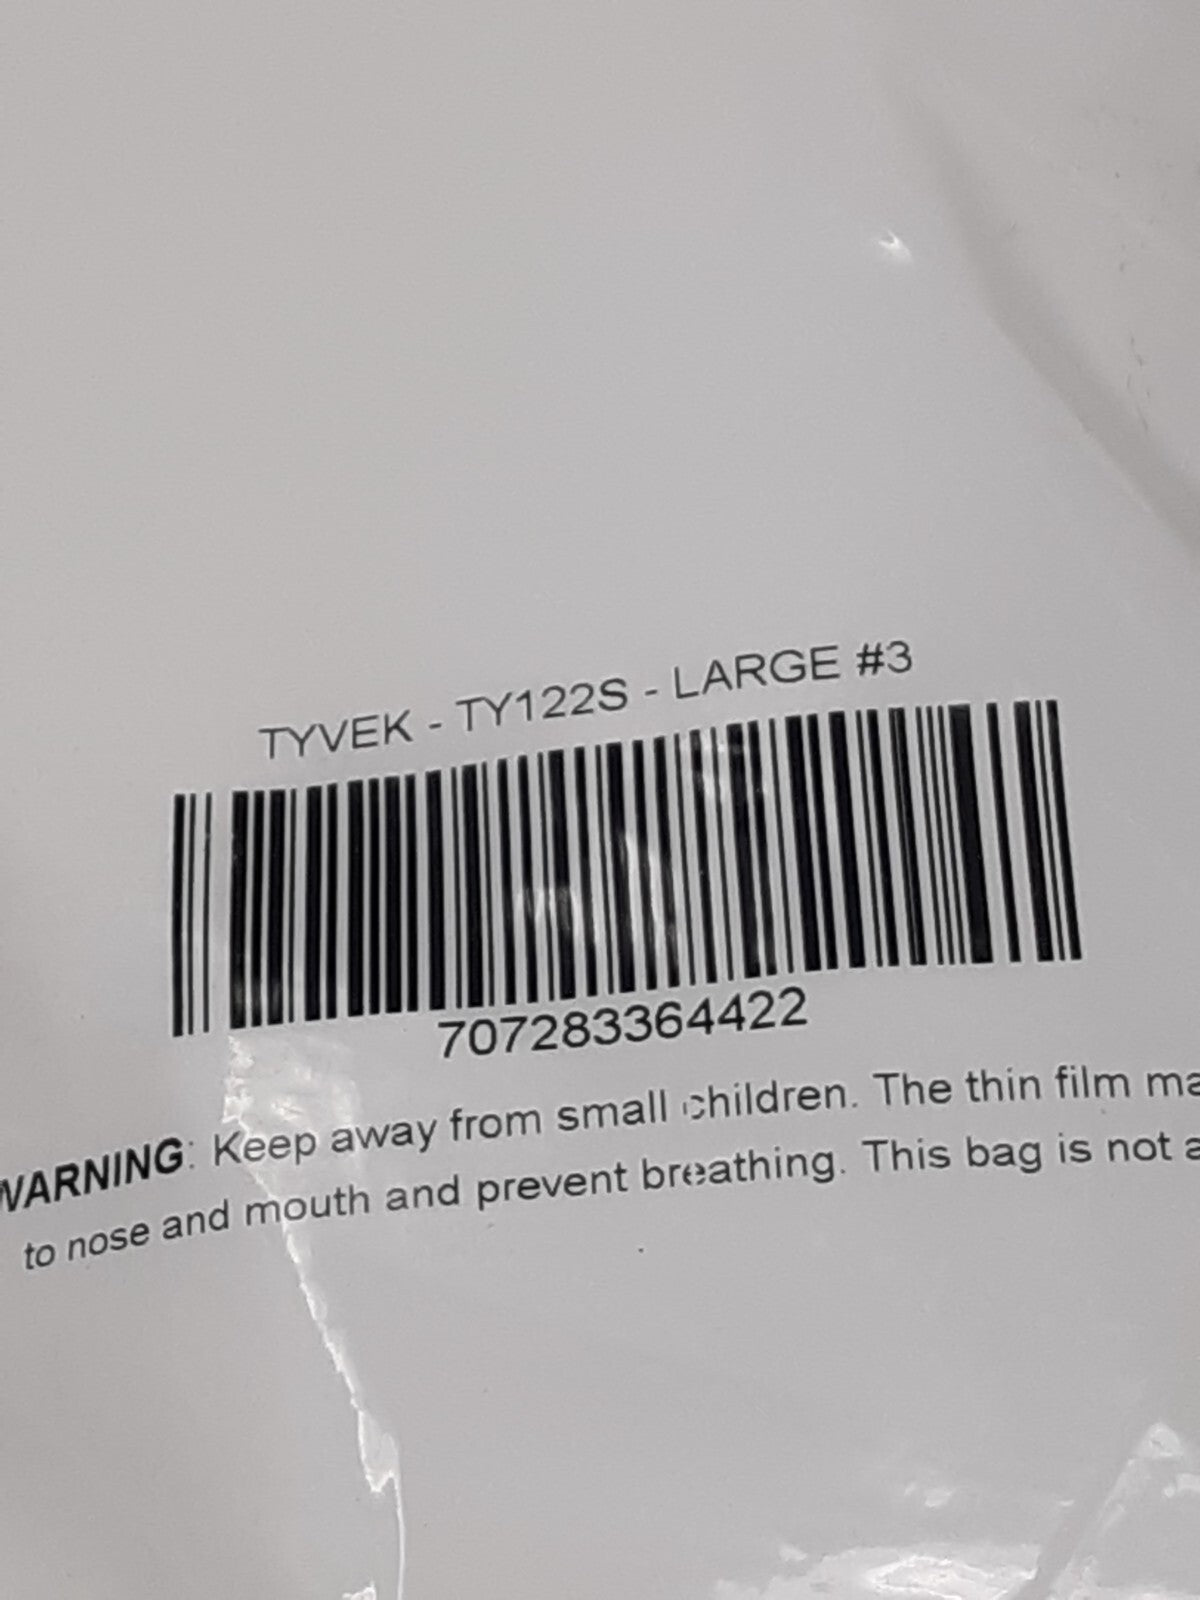 TYVEK - TY122S - LARGE #3
707283364422
WARNING: Keep away from small children. The thin film ma
to nose and mouth and prevent breathing. This bag is not a